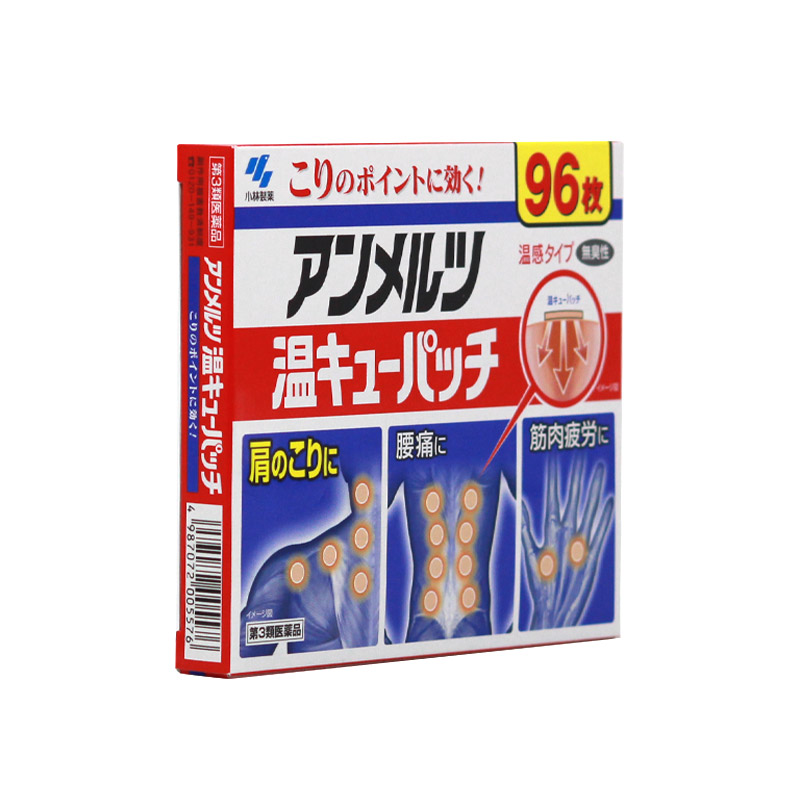 小林製薬
こりのポイントに効く!
96枚
アンメルツ
温感タイプ
無臭性
温キューパッチ
温キューパッチ
イメージ図
肩のこりに
腰痛に
筋肉疲労に
イメージ図
第3類医薬品
第3類医薬品
アンメルツ 温キューパッチ
こりのポイントに効く!
4 987072 005576